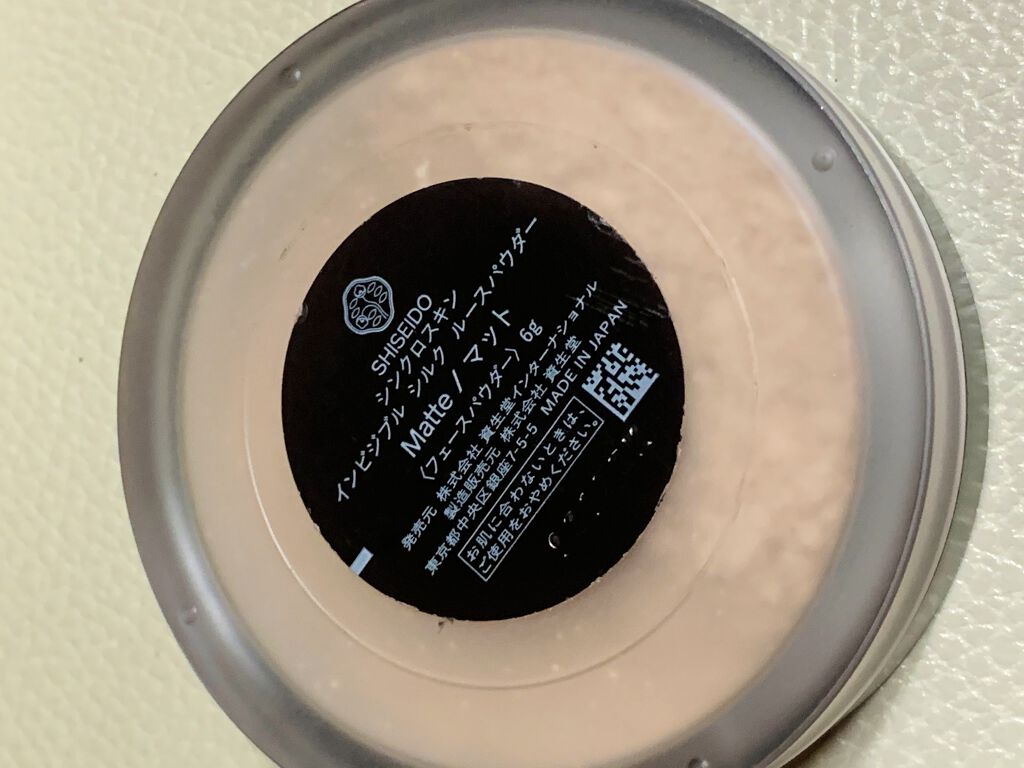 SHISEIDO
シンクロスキン
インビジブル シルク ルースパウダー
Matte / マット
〈フェースパウダー〉 6g
発売元 株式会社 資生堂インターナショナル
製造販売元 株式会社 資生堂
東京都中央区銀座7-5-5 MADE IN JAPAN
お肌に合わないときは、
ご使用をおやめください。